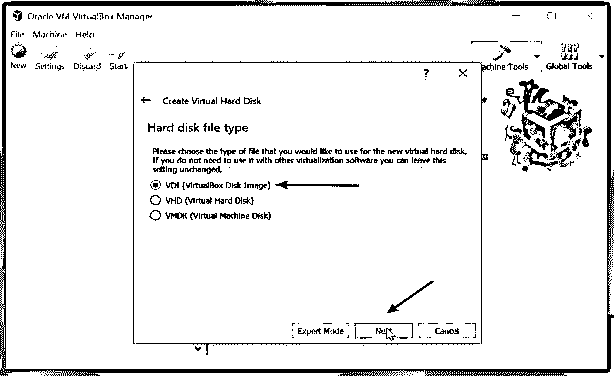 Oracle VM VirtualBox Manager
File Machine Help
New Settings Discard Start
achine Tools Global Tools
?
Create Virtual Hard Disk
Hard disk file type
Please choose the type of file that you would like to use for the new virtual hard disk.
If you do not need to use it with other virtualization software you can leave this
setting unchanged.
VDI (VirtualBox Disk Image)
VHD (Virtual Hard Disk)
VMDK (Virtual Machine Disk)
Expert Mode Next Cancel